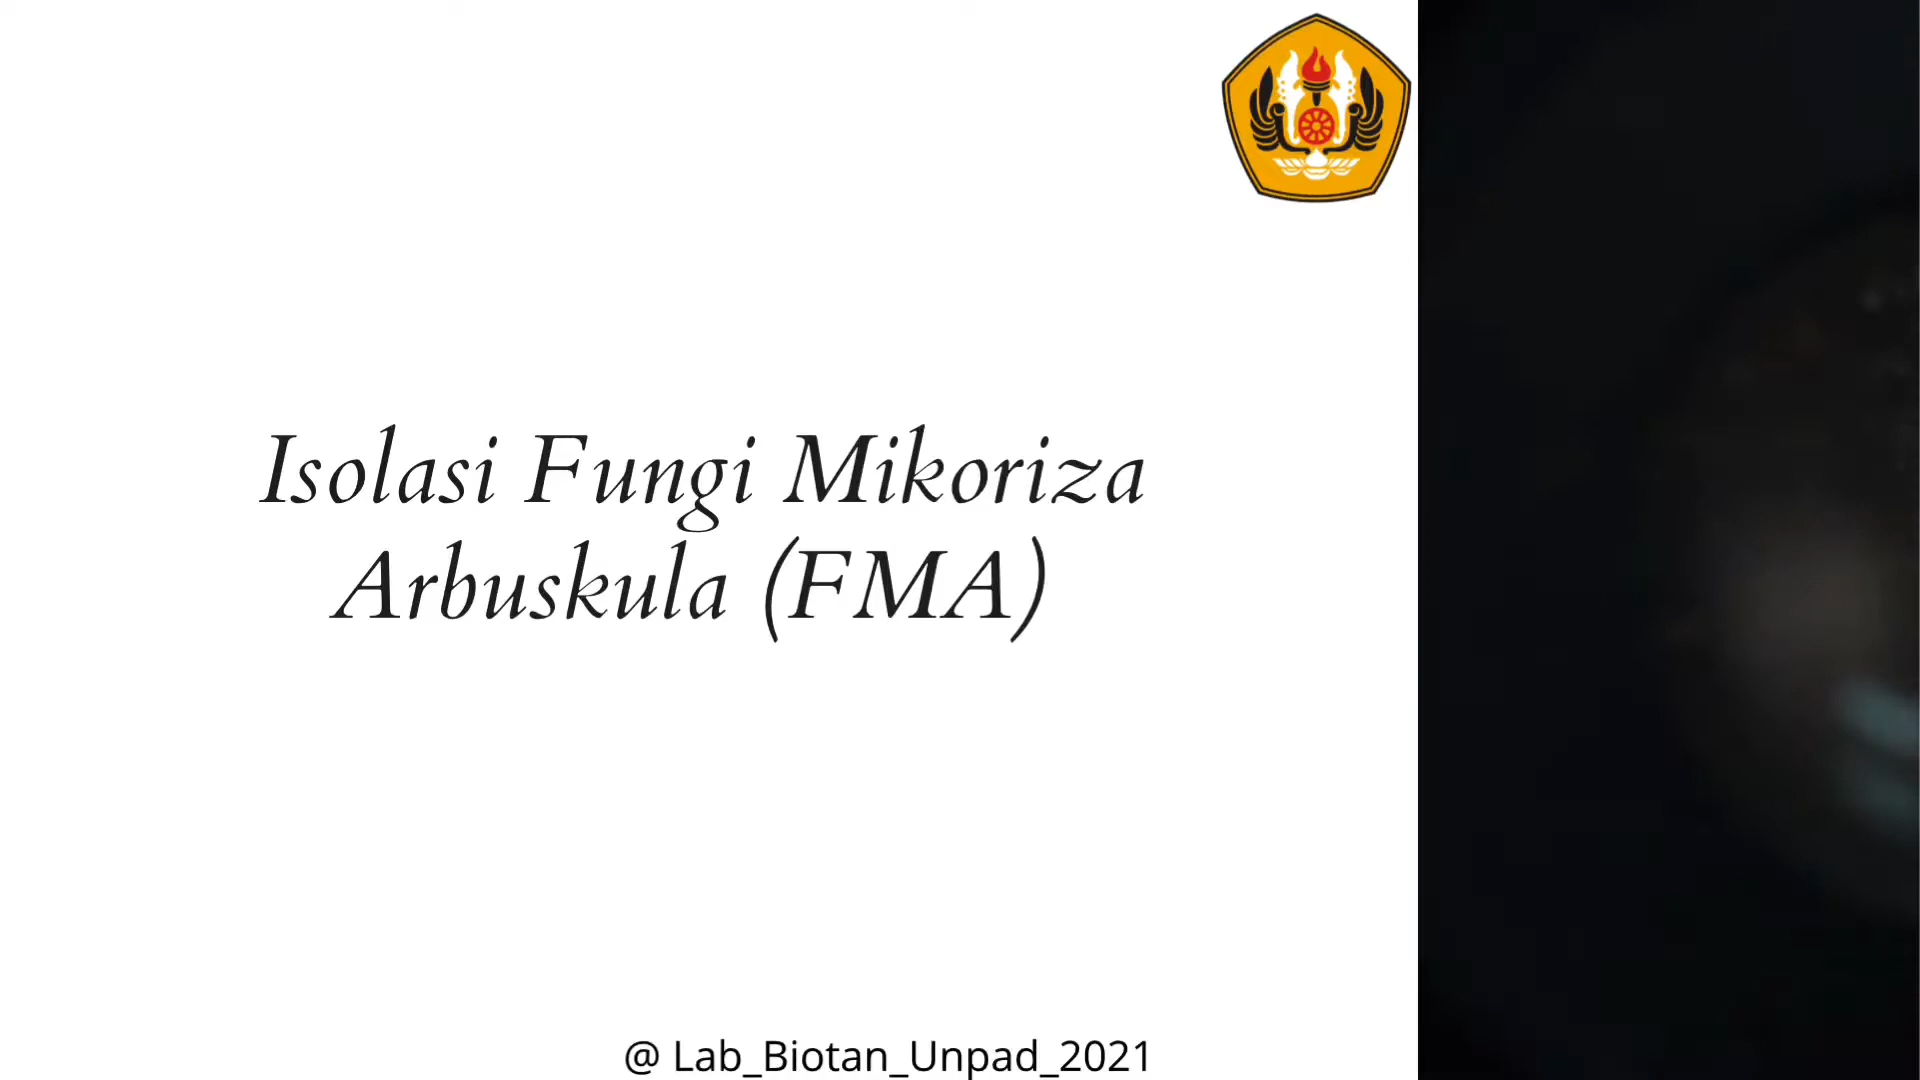 Isolasi Fungi Mikoriza
Arbuskula (FMA)
@ Lab_Biotan_Unpad_2021